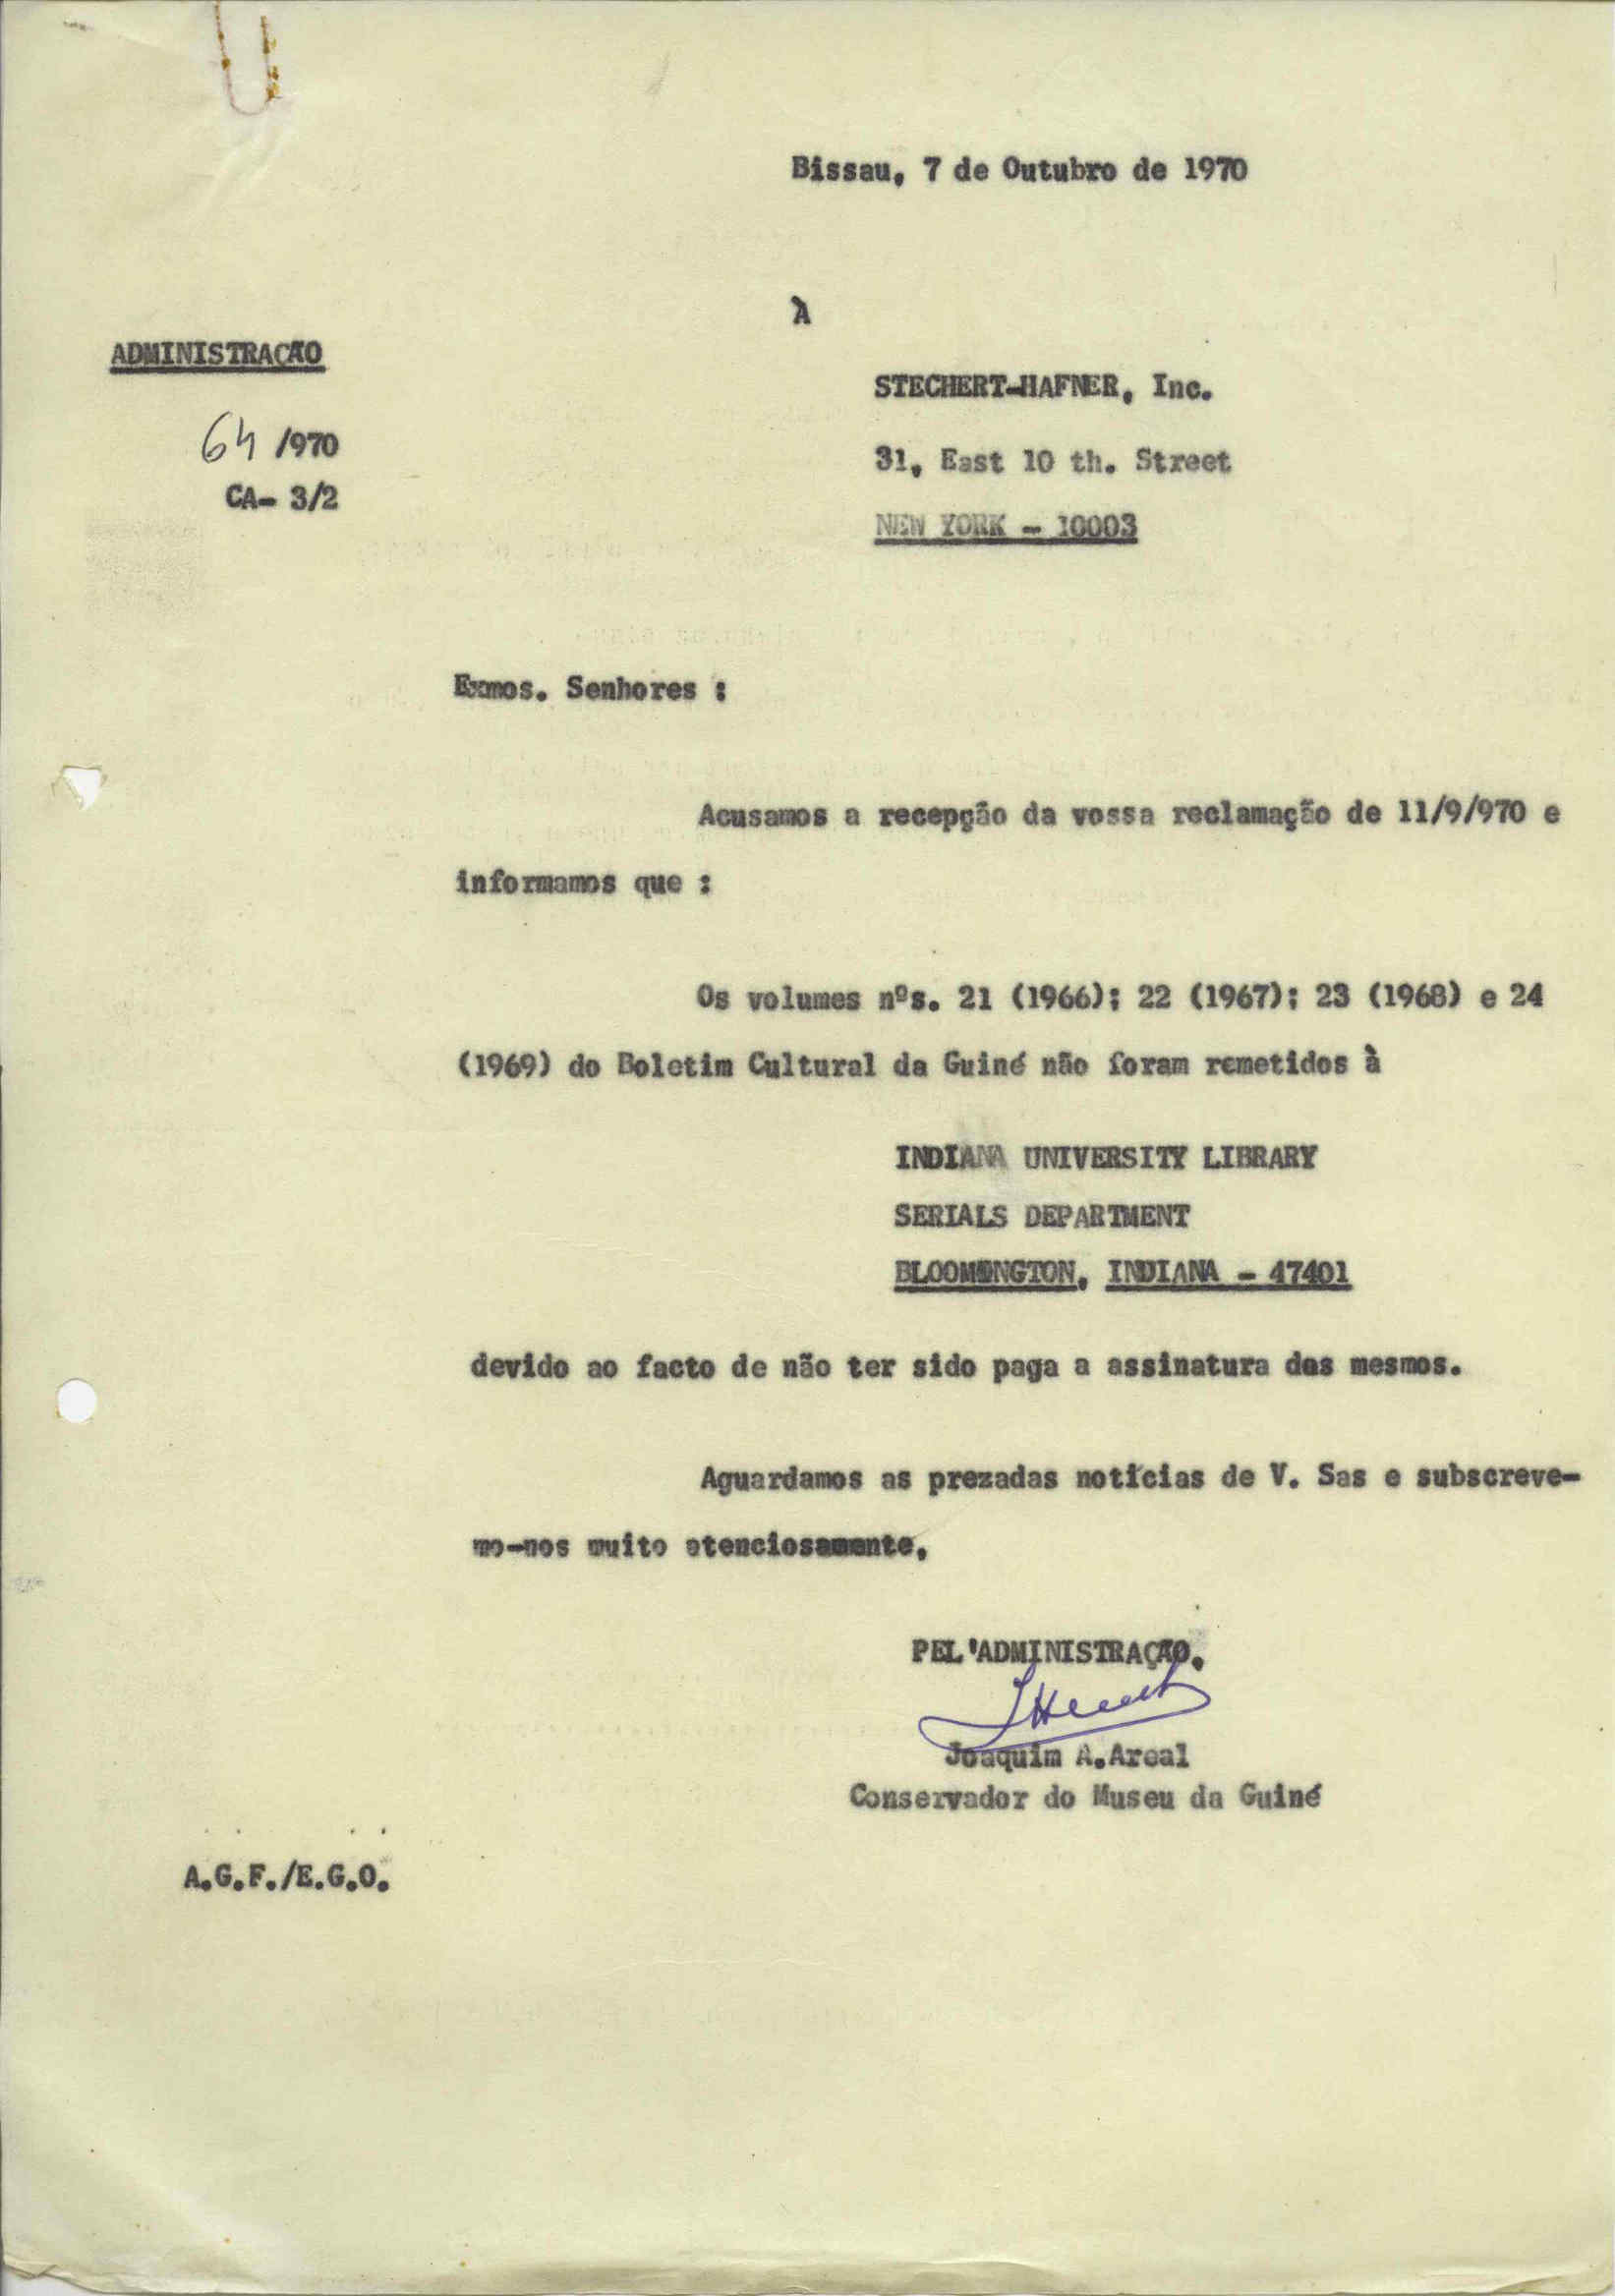 Bissau, 7 de Outubro de 1970
À
ADMINISTRAÇÃO
STECHERT-HAFNER, Inc.
64 /970
31, East 10 th. Street
CA- 3/2
NEW YORK - 10003
Exmos. Senhores :
Acusamos a recepção da vossa reclamação de 11/9/970 e
informamos que :
Os volumes nºs. 21 (1966); 22 (1967); 23 (1968) e 24
(1969) do Boletim Cultural da Guiné não foram remetidos à
INDIANA UNIVERSITY LIBRARY
SERIALS DEPARTMENT
BLOOMINGTON, INDIANA - 47401
devido ao facto de não ter sido paga a assinatura dos mesmos.
Aguardamos as prezadas notícias de V. Sas e subscreve-
mo-nos muito atenciosamente,
PEL'ADMINISTRAÇÃO,
Joaquim A.Areal
Conservador do Museu da Guiné
A.G.F./E.G.O.